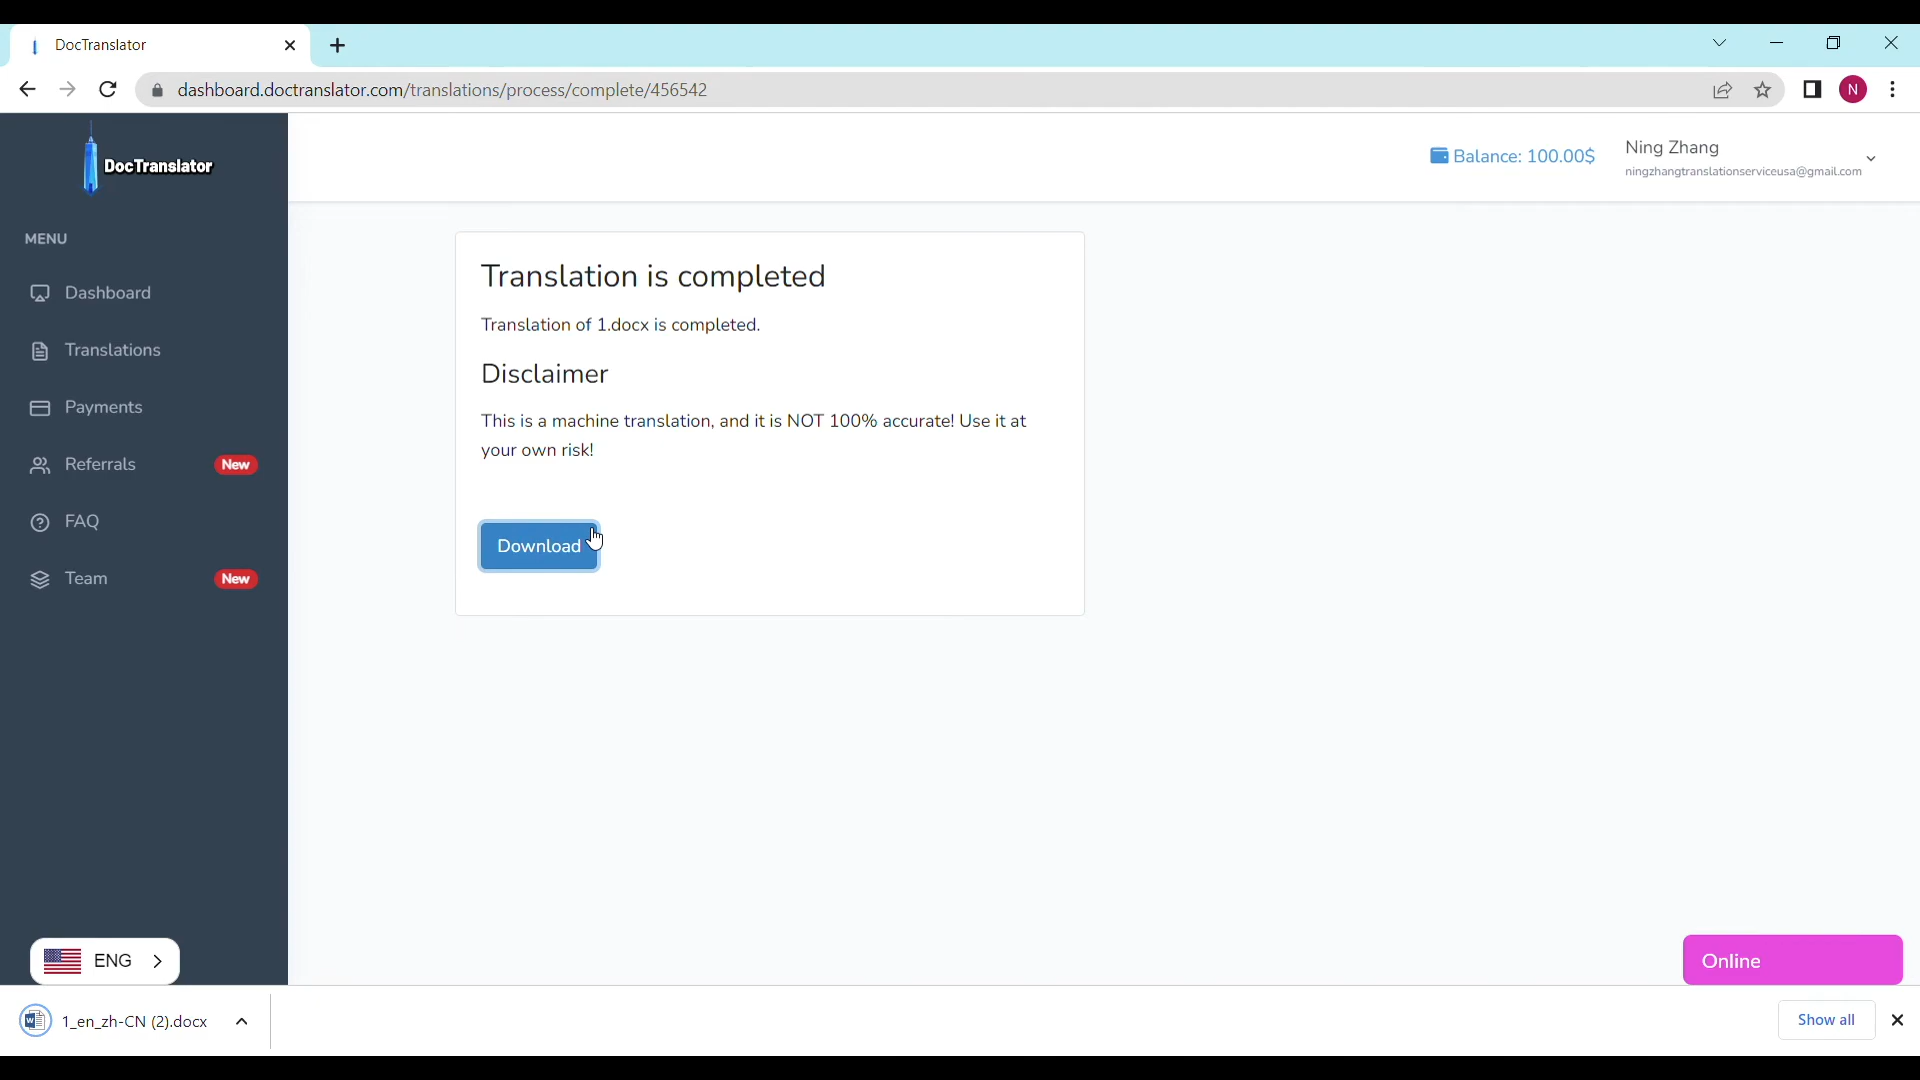 DocTranslator
dashboard.doctranslator.com/translations/process/complete/456542
N
DocTranslator
Balance: 100.00$
Ning Zhang
ningzhangtranslationserviceusa@gmail.com
MENU
Dashboard
Translations
Payments
Referrals New
FAQ
Team New
Translation is completed
Translation of 1.docx is completed.
Disclaimer
This is a machine translation, and it is NOT 100% accurate! Use it at
your own risk!
Download
ENG
Online
1_en_zh-CN (2).docx
Show all